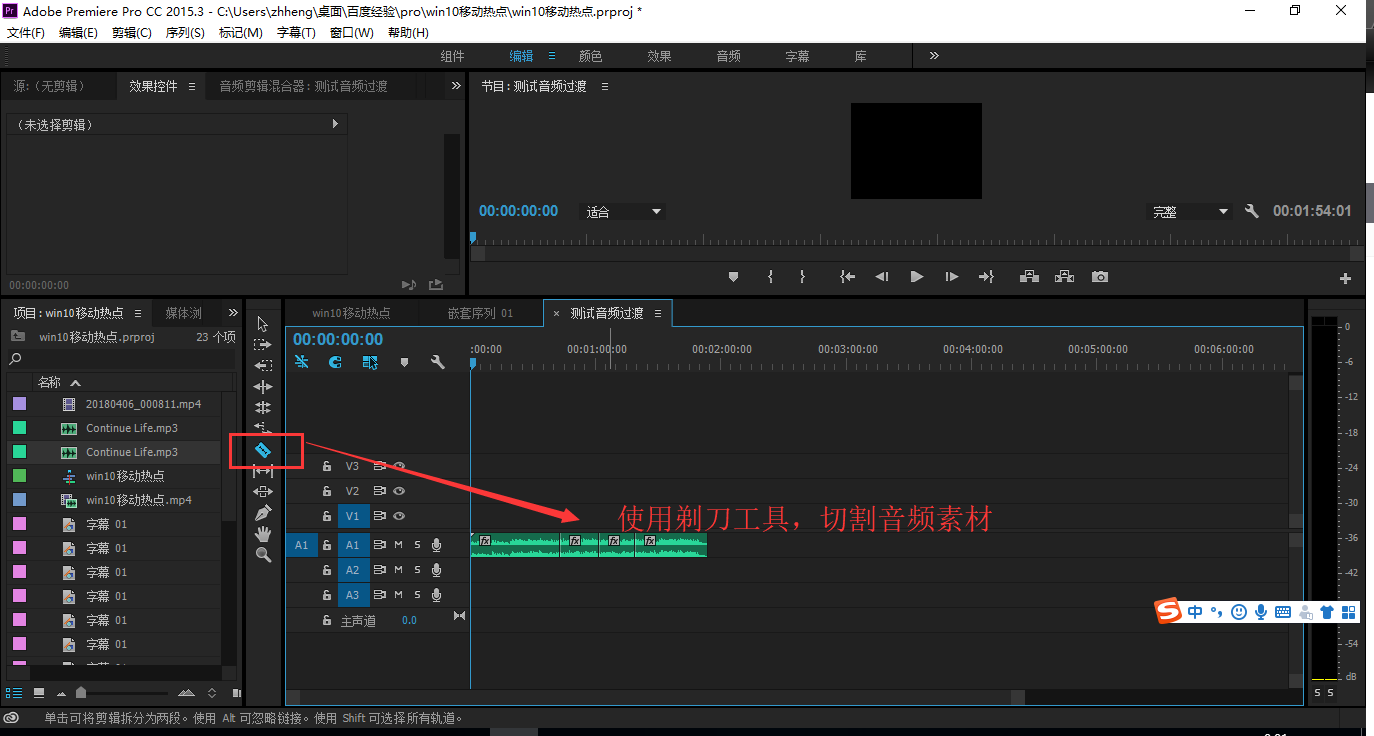 Adobe Premiere Pro CC 2015.3 - C:\Users\zhheng\桌面\百度经验\pro\win10移动热点\win10移动热点.prproj *
文件(F) 编辑(E) 剪辑(C) 序列(S) 标记(M) 字幕(T) 窗口(W) 帮助(H)
组件 编辑 颜色 效果 音频 字幕 库
源:（无剪辑） 效果控件 音频剪辑混合器：测试音频过渡
节目：测试音频过渡
（未选择剪辑）
00:00:00:00 适合 完整 00:01:54:01
00:00:00:00
项目：win10移动热点 媒体浏
win10移动热点 嵌套序列 01 × 测试音频过渡
win10移动热点.prproj 23 个项
00:00:00:00
:00:00 00:01:00:00 00:02:00:00 00:03:00:00 00:04:00:00 00:05:00:00 00:06:00:00
名称
20180406_000811.mp4
Continue Life.mp3
Continue Life.mp3
win10移动热点
win10移动热点.mp4
字幕 01
字幕 01
字幕 01
字幕 01
字幕 01
字幕 01
V3
V2
V1
使用剃刀工具，切割音频素材
A1 A1 M S fx fx fx fx
A2 M S
A3 M S
主声道 0.0
0
-6
-12
-18
-24
-30
-36
-42
-54
dB
S S
S 中
单击可将剪辑拆分为两段。使用 Alt 可忽略链接。使用 Shift 可选择所有轨道。